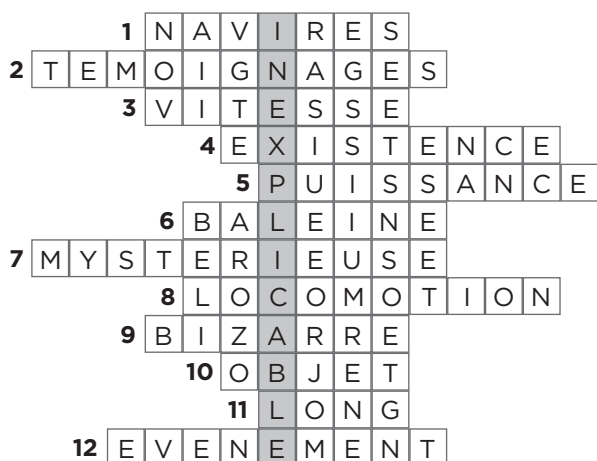 1 NAVIRES
2 TEMOIGNAGES
3 VITESSE
4 EXISTENCE
5 PUISSANCE
6 BALEINE
7 MYSTERIEUSE
8 LOCOMOTION
9 BIZARRE
10 OBJET
11 LONG
12 EVENEMENT